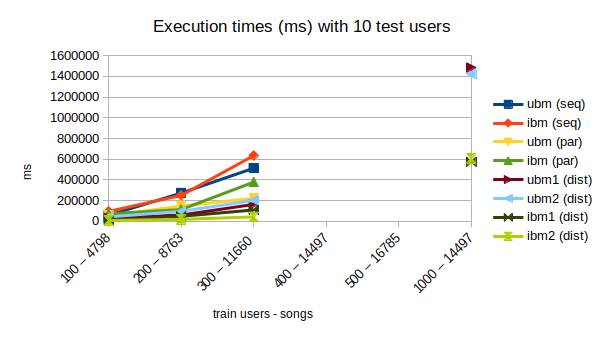 Execution times (ms) with 10 test users
1600000
1400000
1200000
1000000
800000
600000
400000
200000
0
ms
100 – 4798
200 – 8763
300 – 11660
400 – 14497
500 – 16785
1000 – 14497
train users - songs
ubm (seq)
ibm (seq)
ubm (par)
ibm (par)
ubm1 (dist)
ubm2 (dist)
ibm1 (dist)
ibm2 (dist)